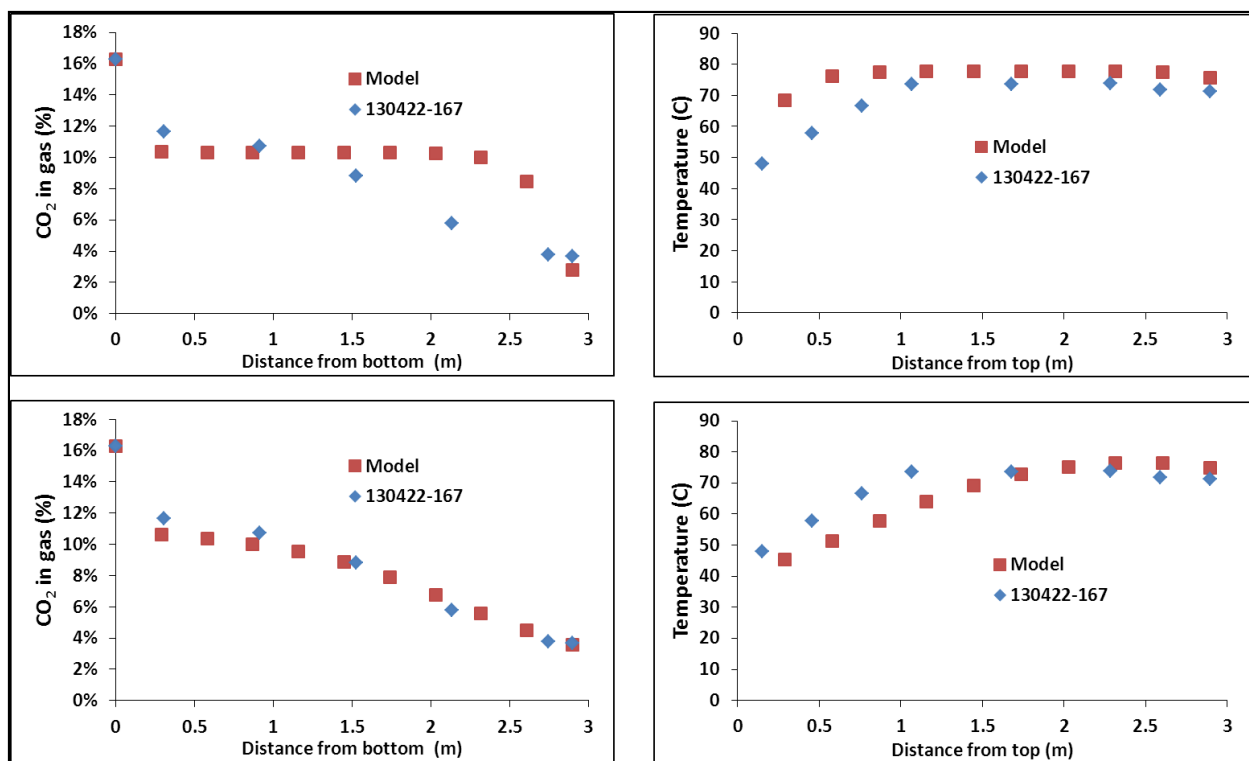 18%
16%
14%
12%
10%
8%
6%
4%
2%
0%
CO₂ in gas (%)
Model
130422-167
0 0.5 1 1.5 2 2.5 3
Distance from bottom (m)
90
80
70
60
50
40
30
20
10
0
Temperature (C)
Model
130422-167
0 0.5 1 1.5 2 2.5 3
Distance from top (m)
18%
16%
14%
12%
10%
8%
6%
4%
2%
0%
CO₂ in gas (%)
Model
130422-167
0 0.5 1 1.5 2 2.5 3
Distance from bottom (m)
90
80
70
60
50
40
30
20
10
0
Temperature (C)
Model
130422-167
0 0.5 1 1.5 2 2.5 3
Distance from top (m)